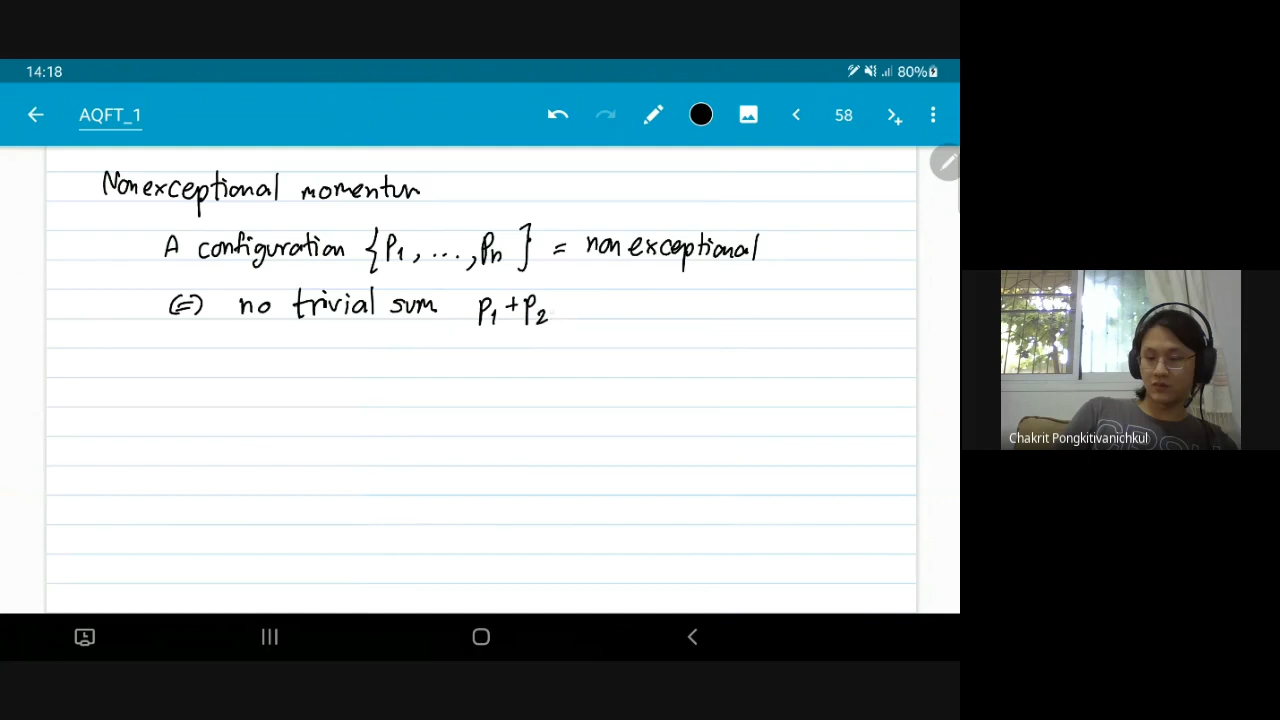 14:18
80%
AQFT_1
58
Nonexceptional momentum
A configuration {P1, ..., Pn} = nonexceptional
(=) no trivial sum P1 + P2
Chakrit Pongkitivanichkul